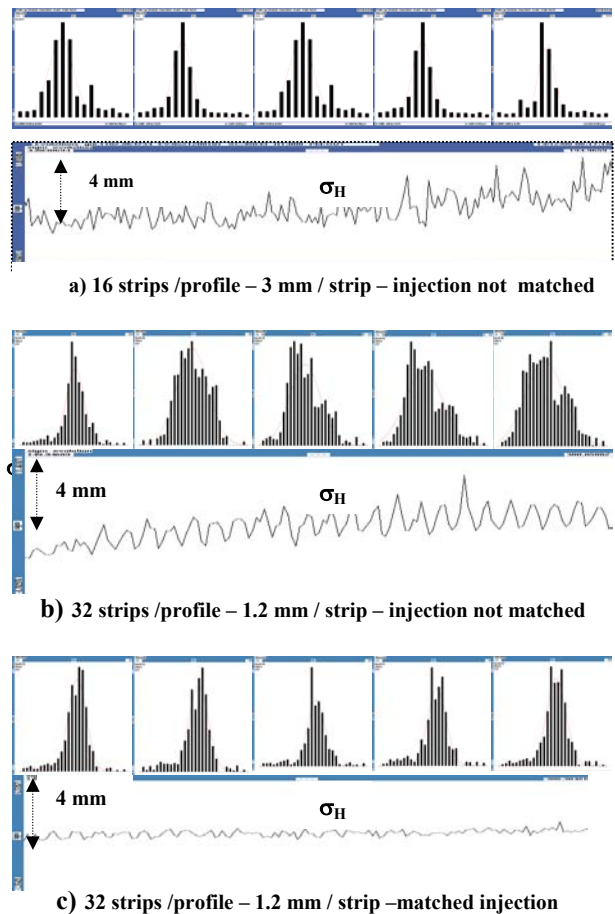 4 mm
σH
a) 16 strips /profile – 3 mm / strip – injection not matched
4 mm
σH
b) 32 strips /profile – 1.2 mm / strip – injection not matched
4 mm
σH
c) 32 strips /profile – 1.2 mm / strip –matched injection